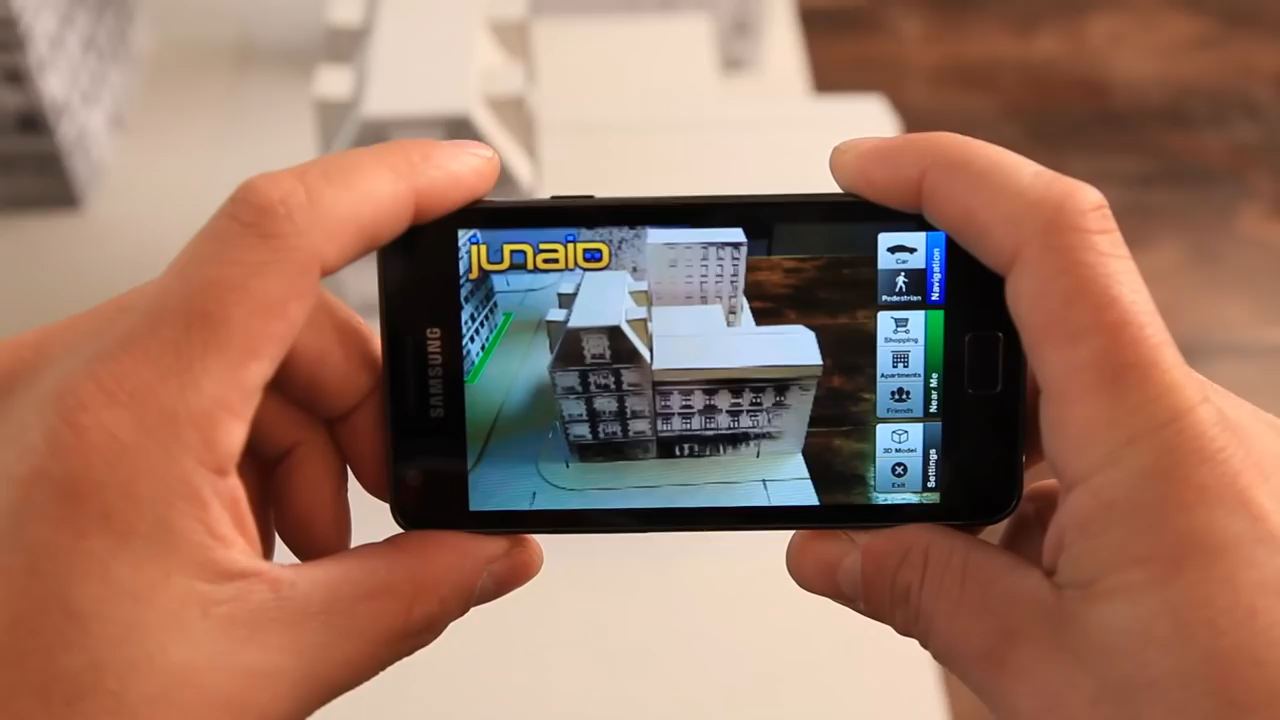 SAMSUNG
junaio
Car
Pedestrian
Navigation
Shopping
Apartments
Friends
Near Me
3D Model
Exit
Settings